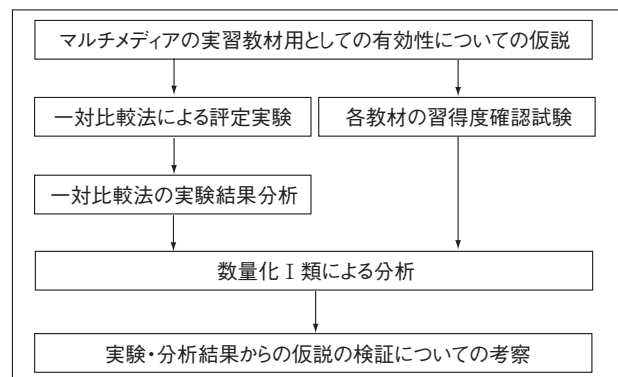 マルチメディアの実習教材用としての有効性についての仮説
一対比較法による評定実験
各教材の習得度確認試験
一対比較法の実験結果分析
数量化Ⅰ類による分析
実験・分析結果からの仮説の検証についての考察